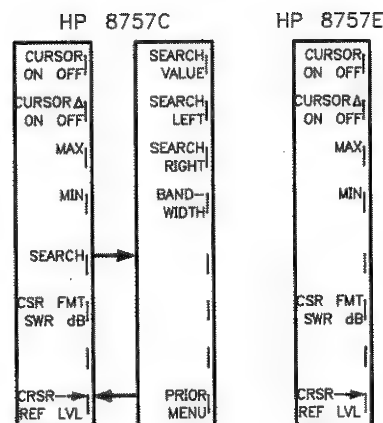 HP 8757C
CURSOR
ON OFF
CURSORΔ
ON OFF
MAX
MIN
SEARCH
CSR FMT
SWR dB
CRSR→
REF LVL
SEARCH
VALUE
SEARCH
LEFT
SEARCH
RIGHT
BAND-
WIDTH
PRIOR
MENU
HP 8757E
CURSOR
ON OFF
CURSORΔ
ON OFF
MAX
MIN
CSR FMT
SWR dB
CRSR→
REF LVL